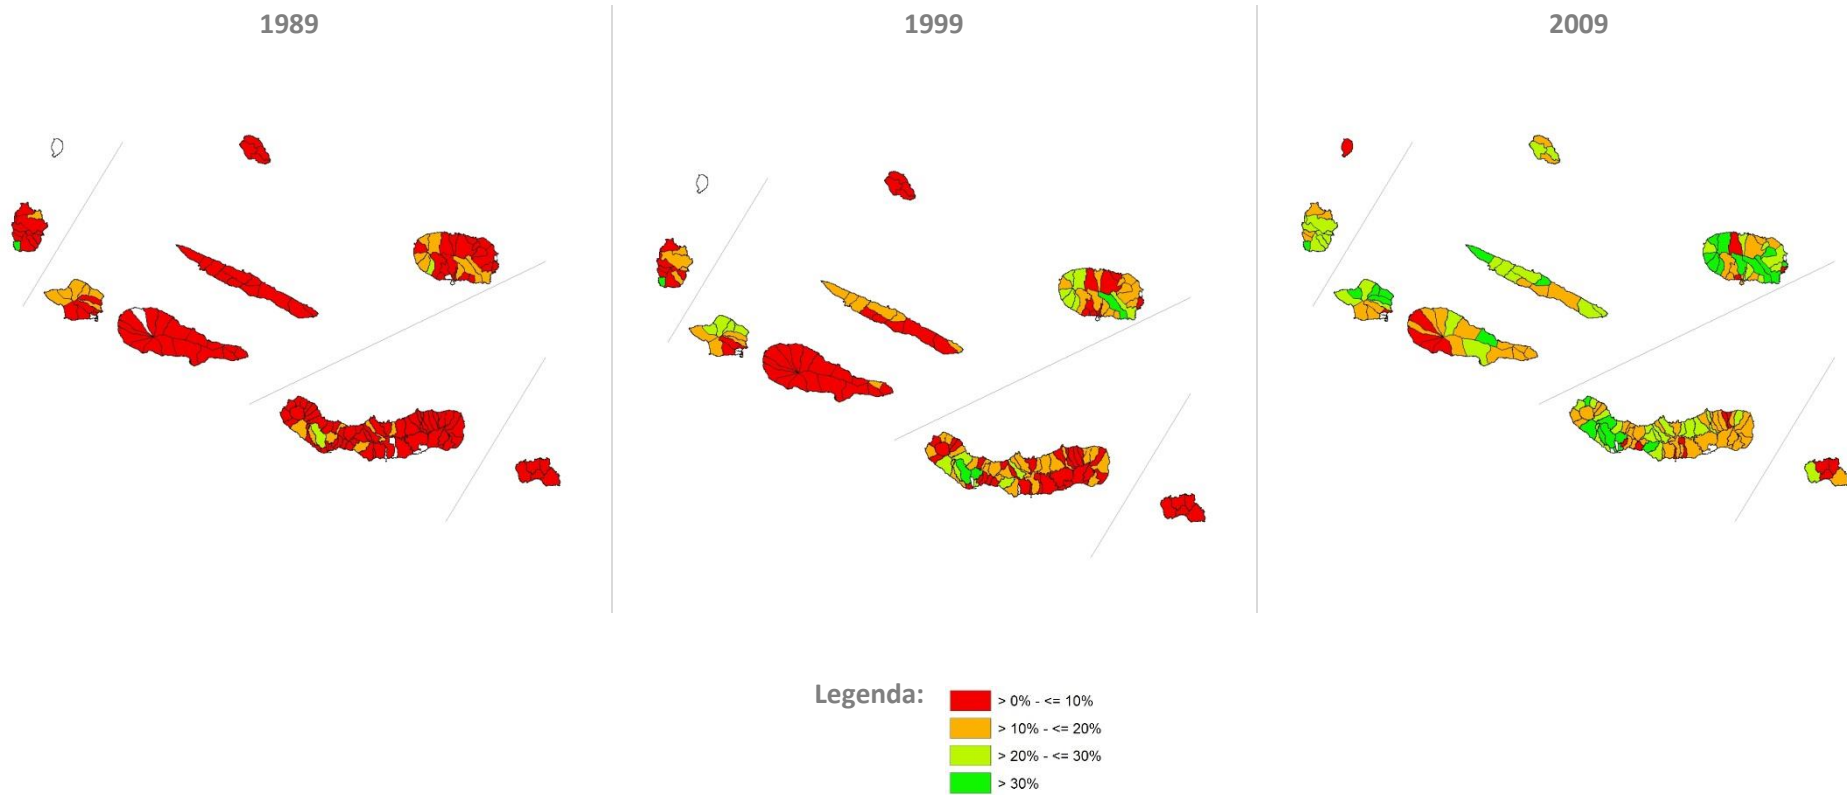 1989
1999
2009
Legenda:
> 0% - <= 10%
> 10% - <= 20%
> 20% - <= 30%
> 30%